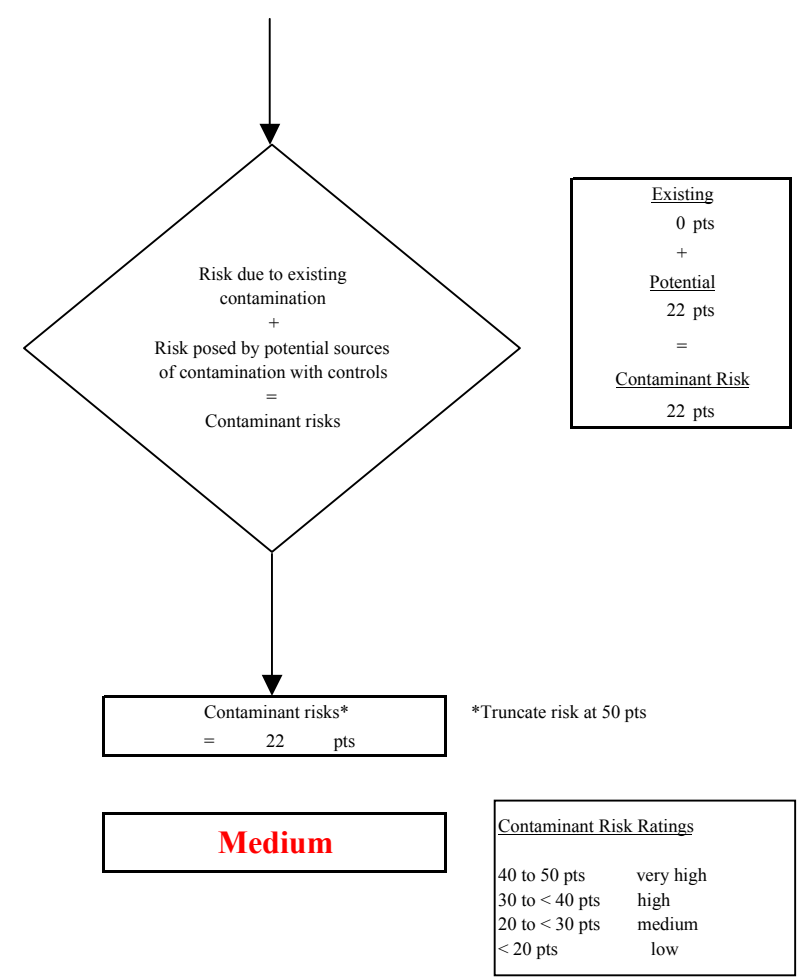 Risk due to existing
contamination
+
Risk posed by potential sources
of contamination with controls
=
Contaminant risks
Existing
0 pts
+
Potential
22 pts
=
Contaminant Risk
22 pts
Contaminant risks*
= 22 pts
*Truncate risk at 50 pts
Medium
Contaminant Risk Ratings
40 to 50 pts very high
30 to < 40 pts high
20 to < 30 pts medium
< 20 pts low